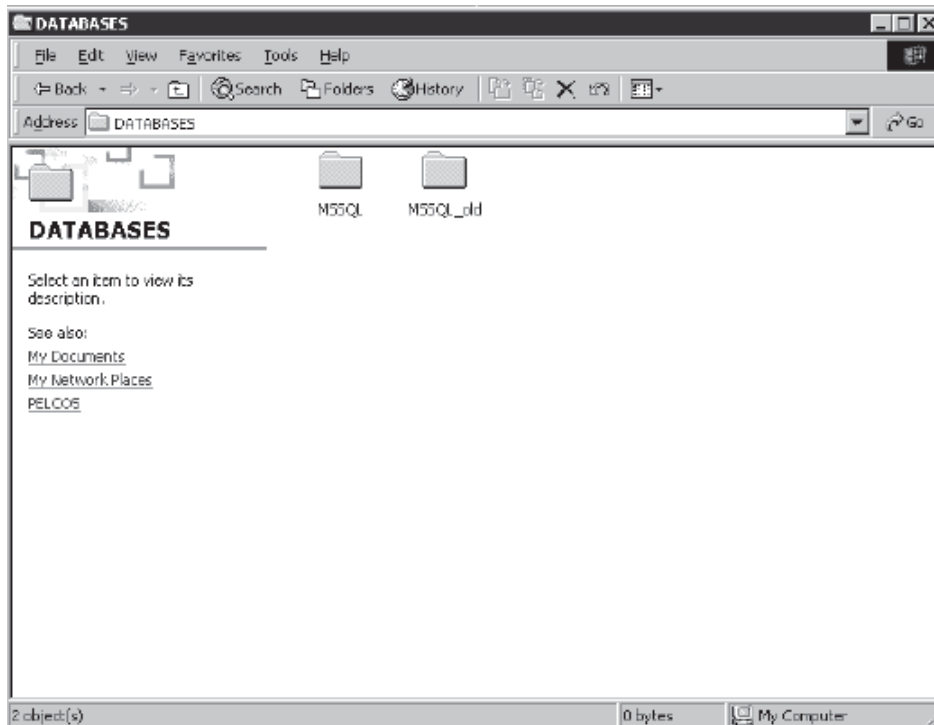 DATABASES
File Edit View Favorites Tools Help
Back Search Folders History
Address DATABASES Go
MSSQL MSSQL_old
DATABASES
Select an item to view its
description.
See also:
My Documents
My Network Places
PELCOS
2 object(s) 0 bytes My Computer